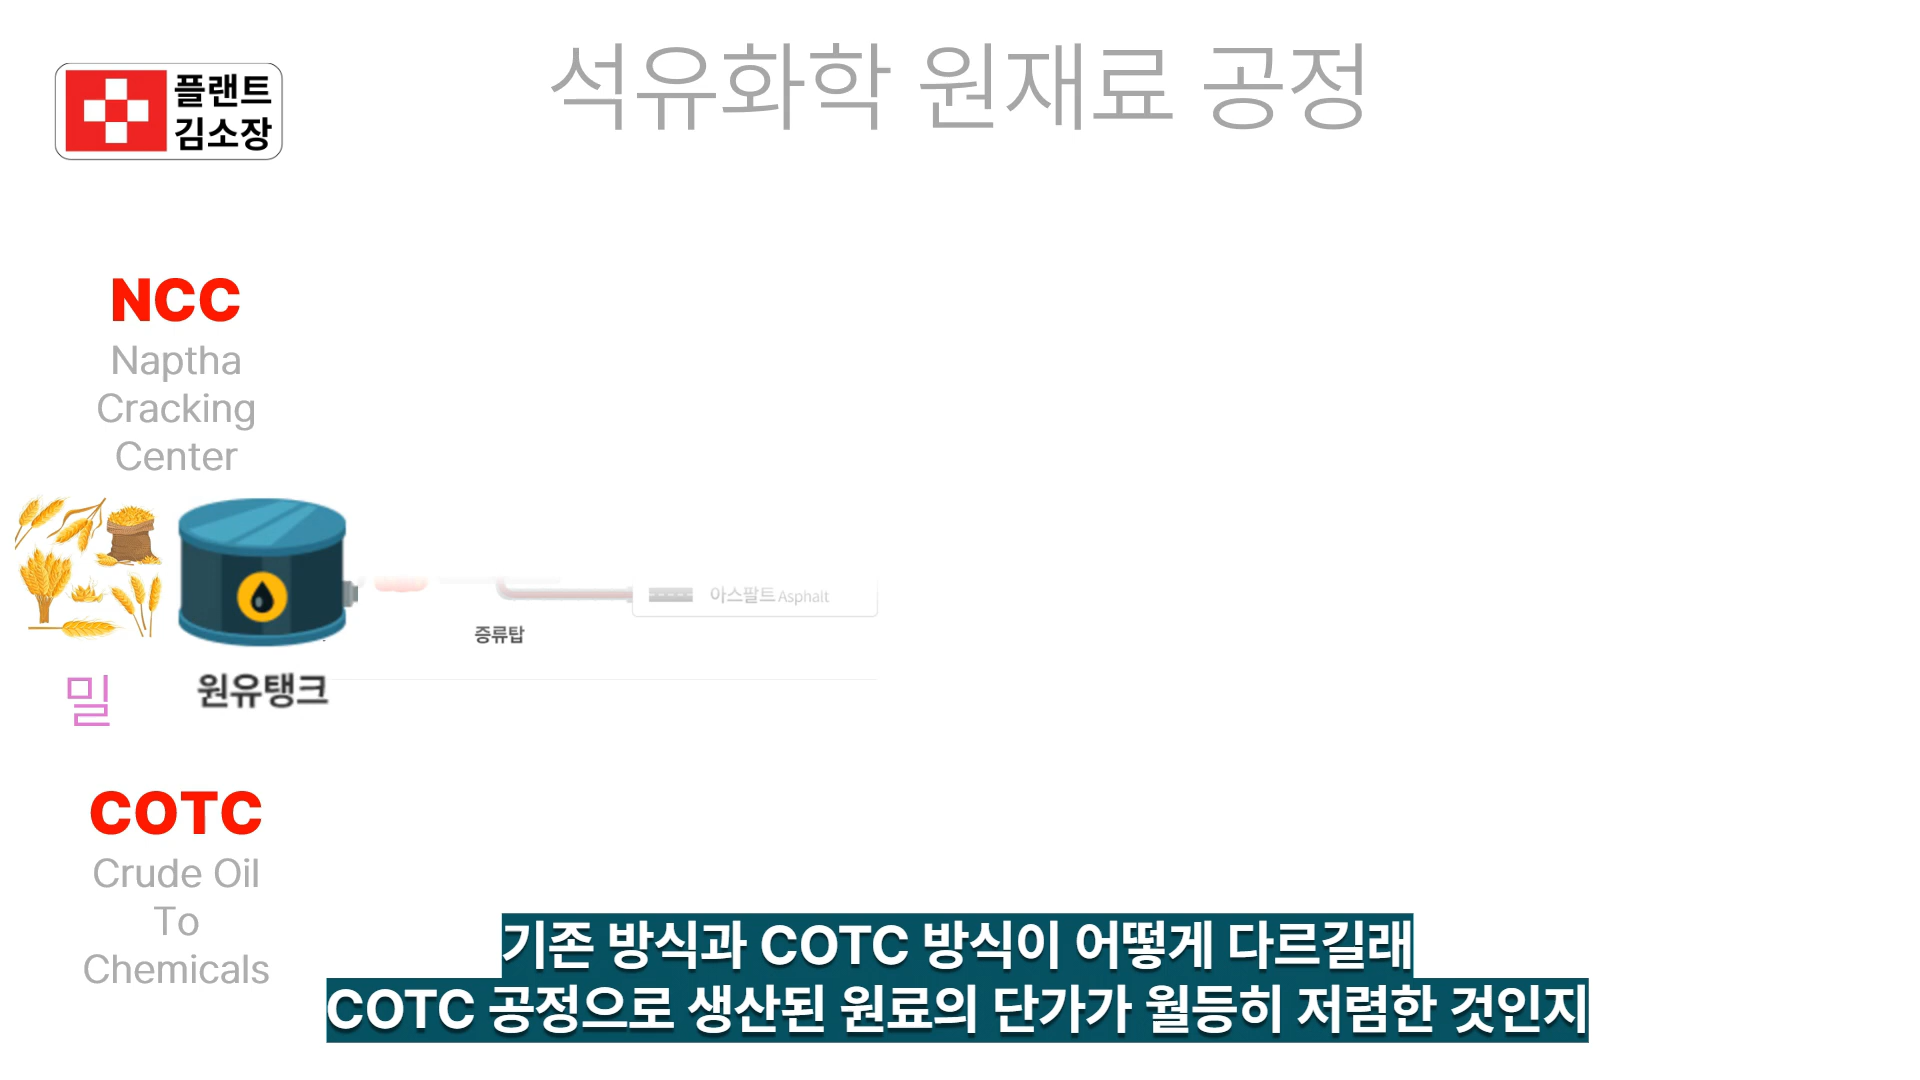 석유화학 원재료 공정
플랜트
김소장
NCC
Naptha
Cracking
Center
아스팔트 Asphalt
증류탑
밀
원유탱크
COTC
Crude Oil
To
Chemicals
기존 방식과 COTC 방식이 어떻게 다르길래
COTC 공정으로 생산된 원료의 단가가 월등히 저렴한 것인지